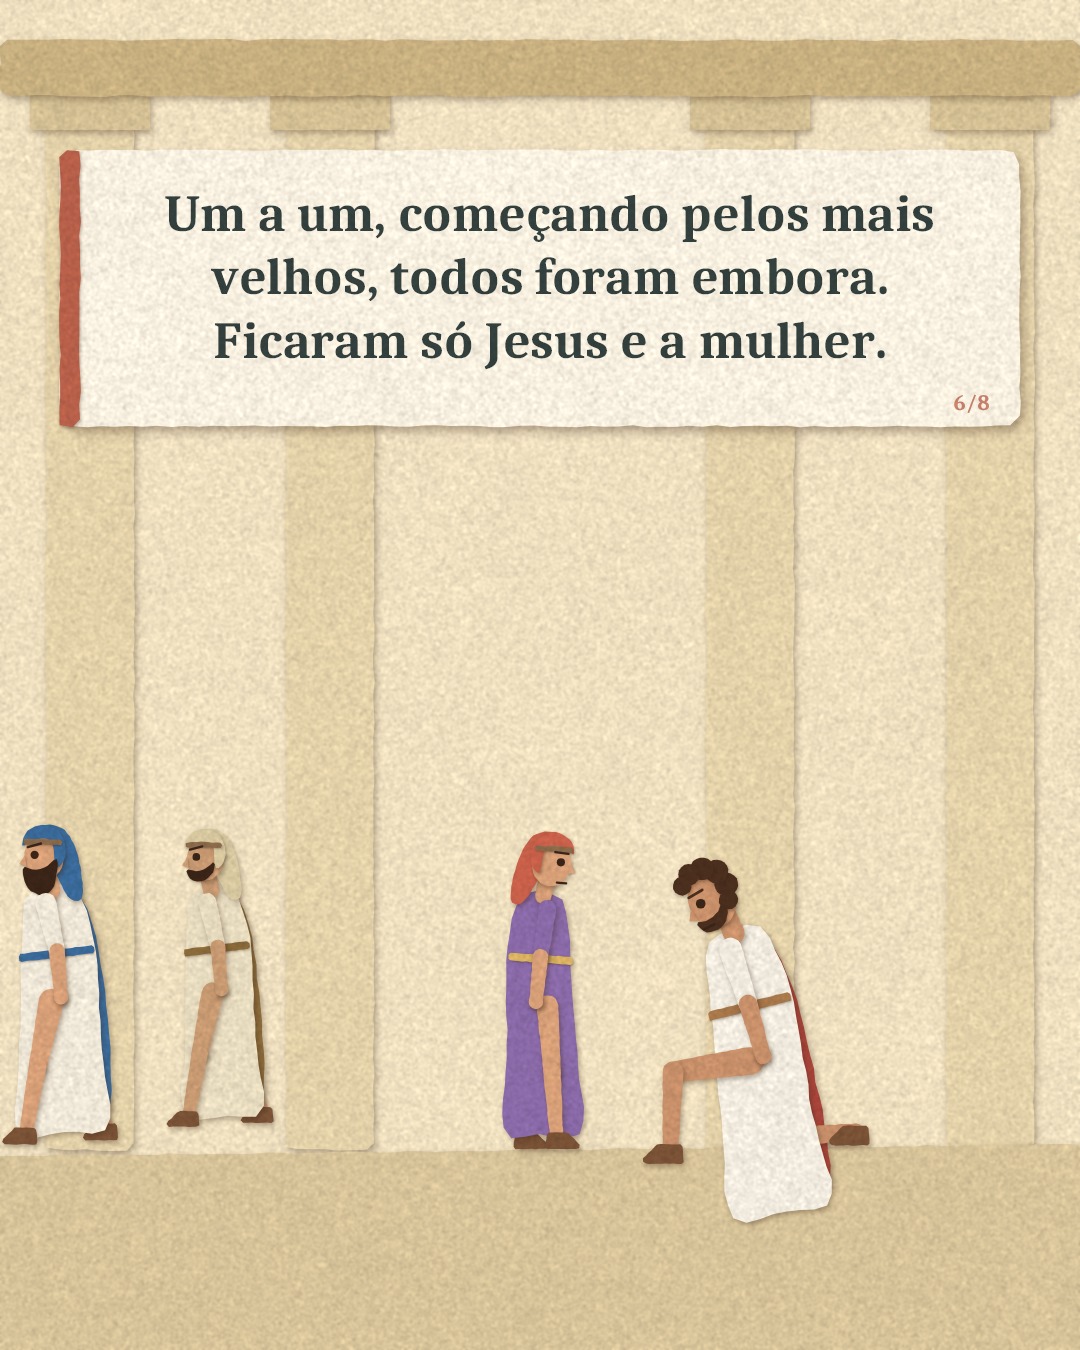 Um a um, começando pelos mais
velhos, todos foram embora.
Ficaram só Jesus e a mulher.
6/8